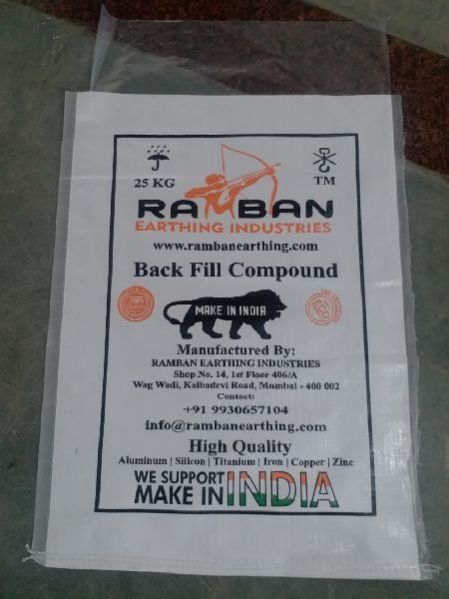 25 KG
TM
RAMBAN
EARTHING INDUSTRIES
www.rambanearthing.com
Back Fill Compound
MAKE IN INDIA
Manufactured By:
RAMBAN EARTHING INDUSTRIES
Shop No. 14, 1st Floor 406/A
Wag Wadi, Kalbadevi Road, Mumbai - 400 002
Contact:
+91 9930657104
info@rambanearthing.com
High Quality
Aluminum | Silicon | Titanium | Iron | Copper | Zinc
WE SUPPORT
MAKE IN INDIA